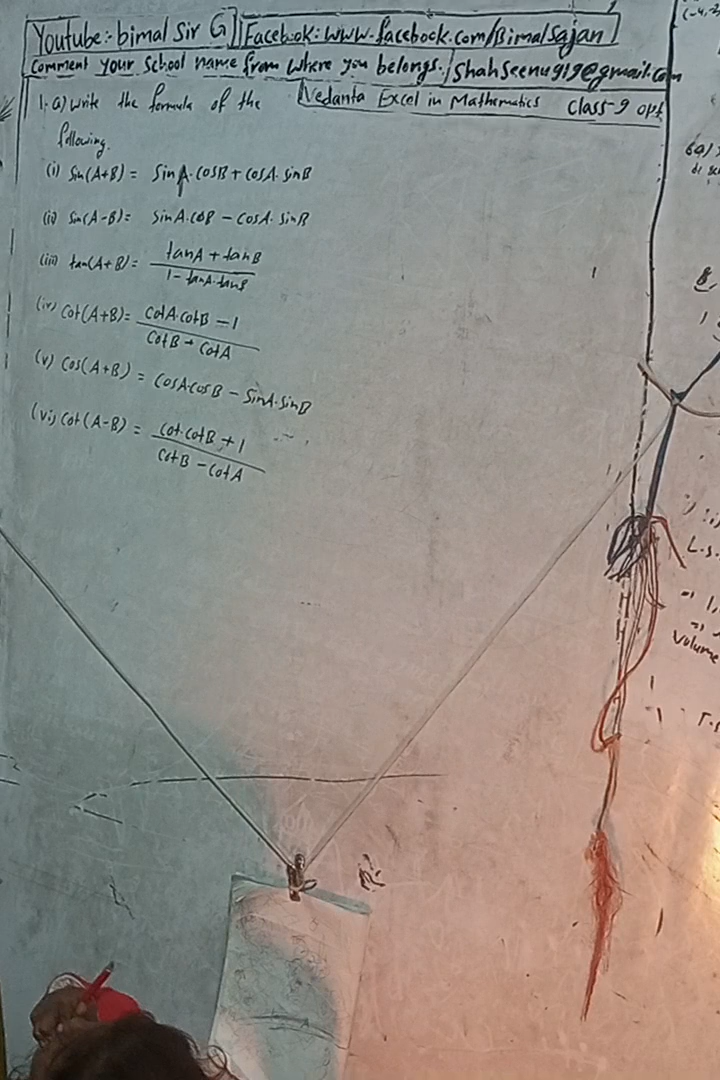 Youtube:- bimal Sir G
Facebook: www.facebook.com/Bimalsajan
Comment your School name from where you belongs. / Shahseenu919@gmail.com
1. a) Write the formula of the
Vedanta Excel in Mathematics Class-9 opt
following.
(i) Sin(A+B) = SinA·CosB + CosA·SinB
(ii) Sin(A-B) = SinA·CosB - CosA·SinB
(iii) tan(A+B) = tanA + tanB
1 - tanA·tanB
(iv) Cot(A+B) = CotA·CotB - 1
CotB + CotA
(v) Cos(A+B) = CosA·CosB - SinA·SinB
(vi) Cot(A-B) = Cot·CotB + 1
CotB - CotA
6a)
L.S.
Volume